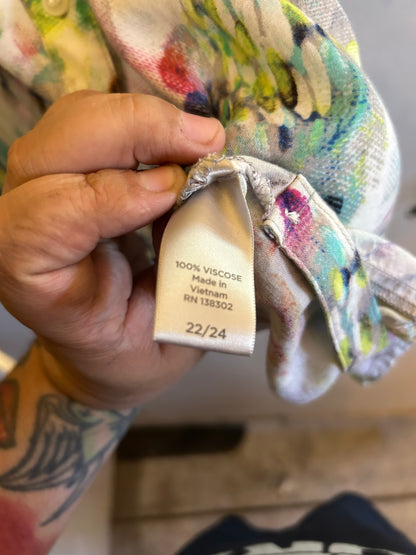 100% VISCOSE
Made in
Vietnam
RN 138302
22/24